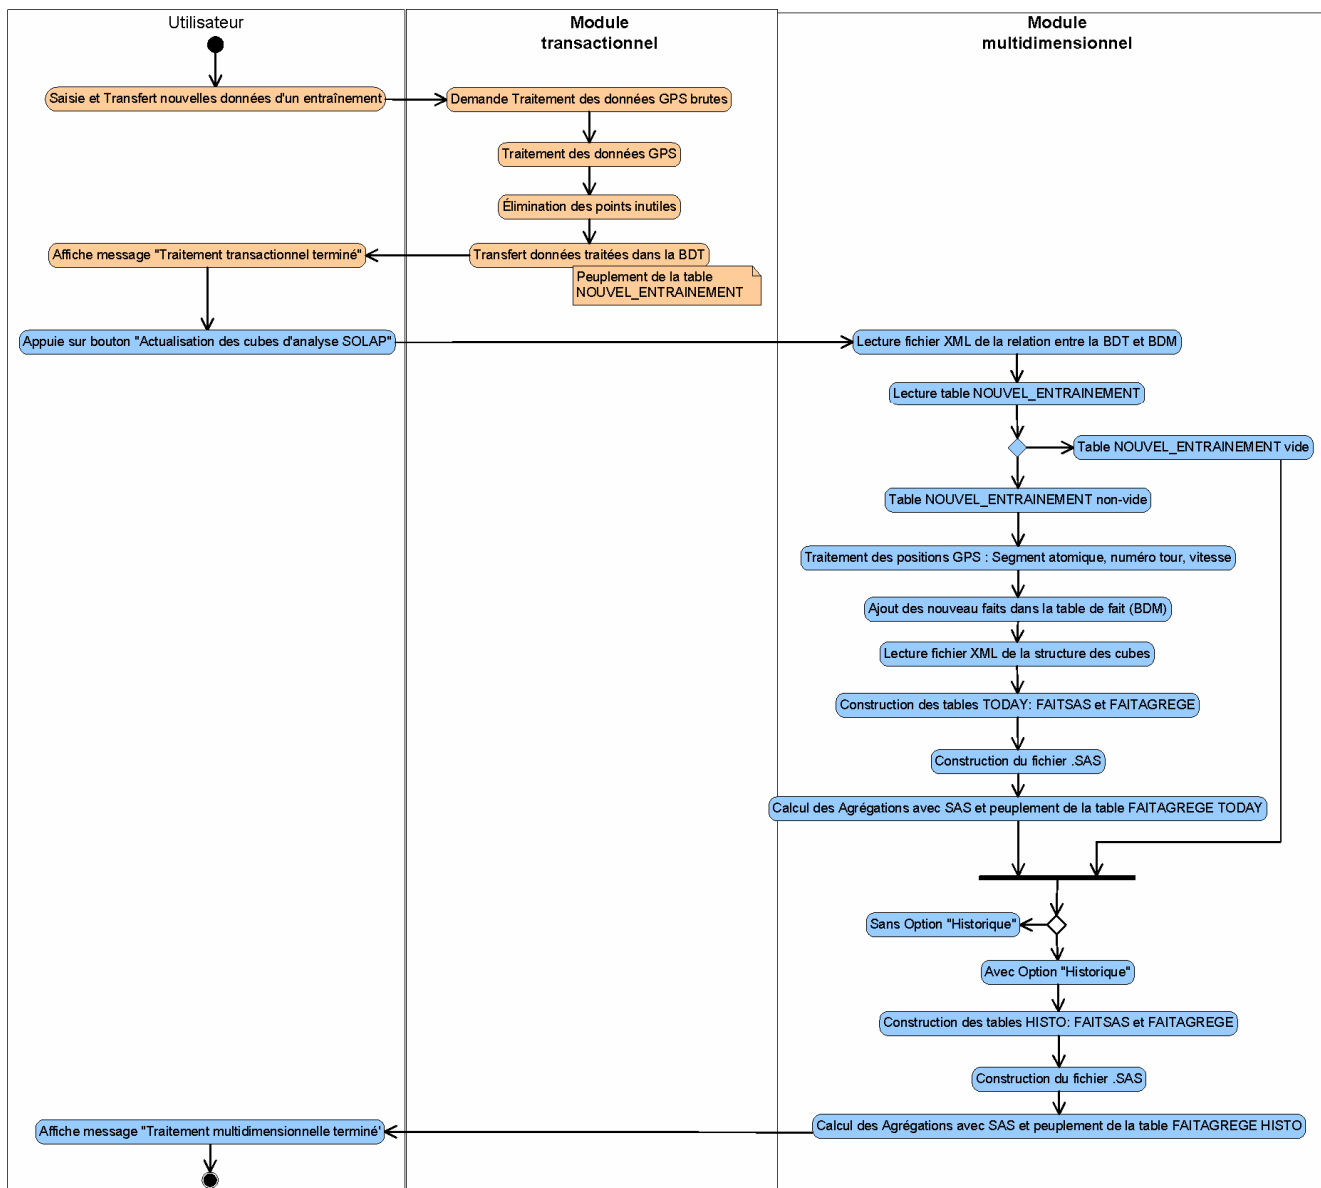 Utilisateur
Module
transactionnel
Module
multidimensionnel
Saisie et Transfert nouvelles données d'un entraînement
Demande Traitement des données GPS brutes
Traitement des données GPS
Élimination des points inutiles
Affiche message "Traitement transactionnel terminé"
Transfert données traitées dans la BDT
Peuplement de la table
NOUVEL_ENTRAINEMENT
Appuie sur bouton "Actualisation des cubes d'analyse SOLAP"
Lecture fichier XML de la relation entre la BDT et BDM
Lecture table NOUVEL_ENTRAINEMENT
Table NOUVEL_ENTRAINEMENT vide
Table NOUVEL_ENTRAINEMENT non-vide
Traitement des positions GPS : Segment atomique, numéro tour, vitesse
Ajout des nouveau faits dans la table de fait (BDM)
Lecture fichier XML de la structure des cubes
Construction des tables TODAY: FAITSAS et FAITAGREGE
Construction du fichier .SAS
Calcul des Agrégations avec SAS et peuplement de la table FAITAGREGE TODAY
Sans Option "Historique"
Avec Option "Historique"
Construction des tables HISTO: FAITSAS et FAITAGREGE
Construction du fichier .SAS
Affiche message "Traitement multidimensionnelle terminé'
Calcul des Agrégations avec SAS et peuplement de la table FAITAGREGE HISTO